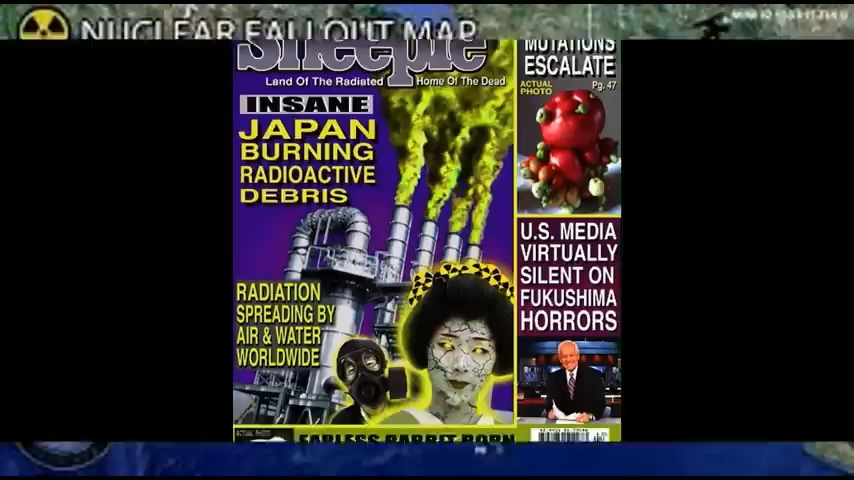 NUCLEAR FALLOUT MAP
Sheeple
Land Of The Radiated Home Of The Dead
INSANE
JAPAN
BURNING
RADIOACTIVE
DEBRIS
RADIATION
SPREADING BY
AIR & WATER
WORLDWIDE
MUTATIONS
ESCALATE
ACTUAL
PHOTO
Pg. 47
U.S. MEDIA
VIRTUALLY
SILENT ON
FUKUSHIMA
HORRORS
ACTUAL PHOTO
EARLESS RABBIT BORN